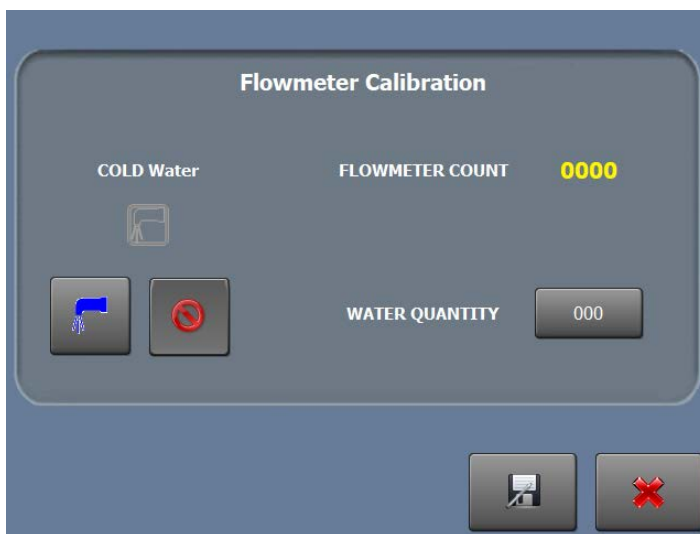 Flowmeter Calibration
COLD Water
FLOWMETER COUNT 0000
WATER QUANTITY 000